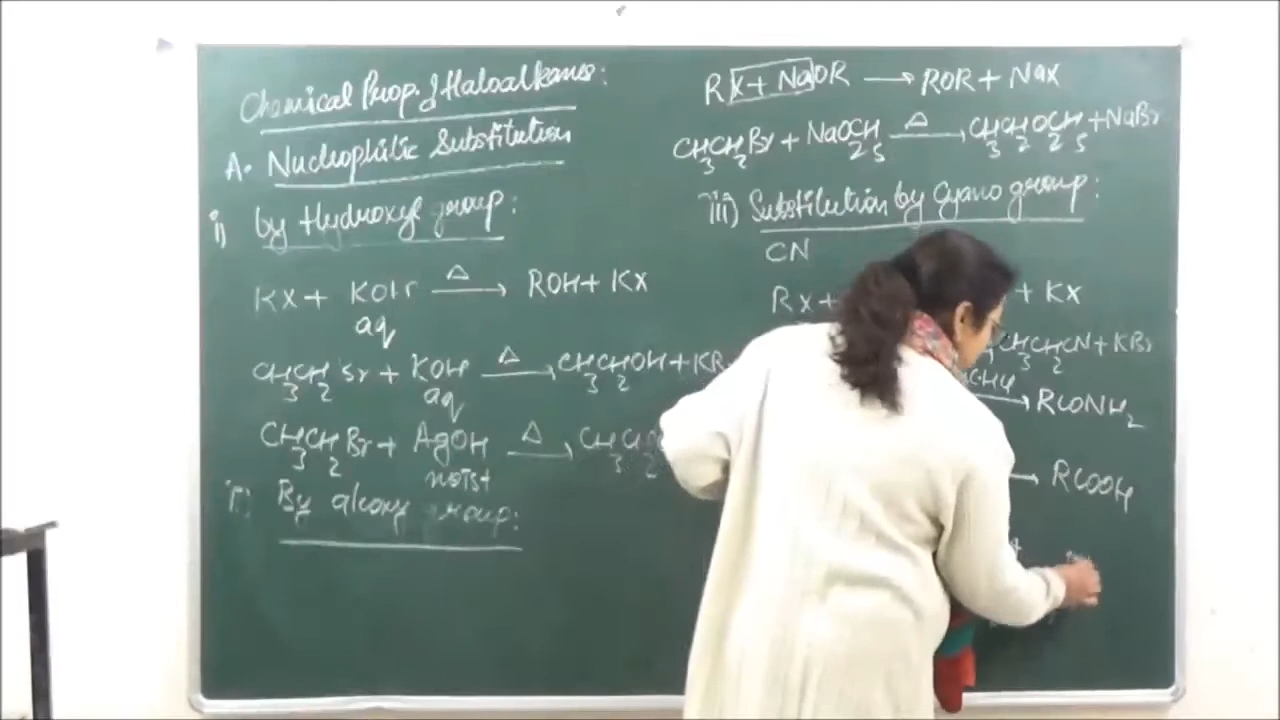 Chemical Prop. of Haloalkanes:
A. Nucleophilic Substitution
i) by Hydroxyl group:
RX + KOH →Δ ROH + KX
aq
CH3CH2Br + KOH →Δ CH3CH2OH + KBr
aq
CH3CH2Br + AgOH →Δ CH3CH2
moist
ii) By alcoxy group:
RX + NaOR → ROR + NaX
CH3CH2Br + NaOC2H5 →Δ CH3CH2OC2H5 + NaBr
iii) Substitution by Cyano group:
CN
RX + + KX
CH3CH2CN + KBr
→ RCONH2
→ RCOOH